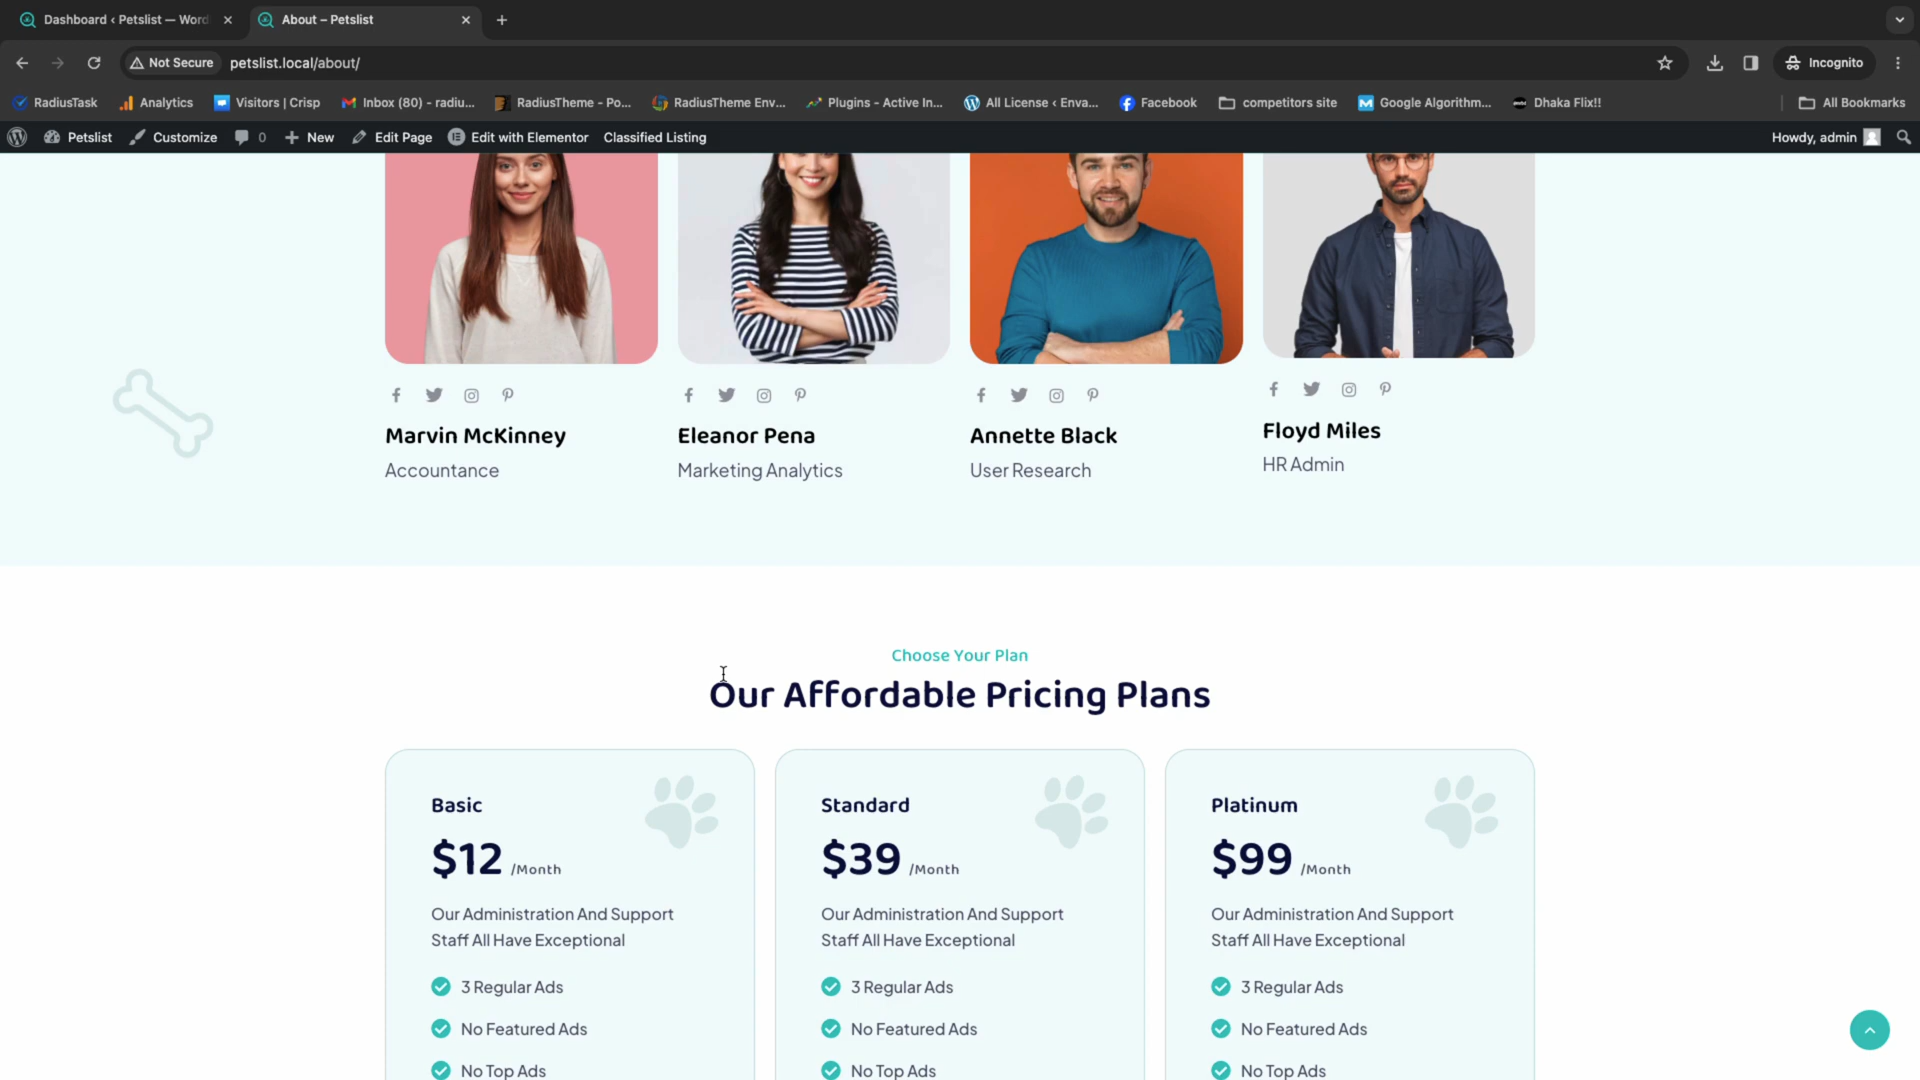 Dashboard ‹ Petslist — Word
About – Petslist
Not Secure
petslist.local/about/
Incognito
RadiusTask
Analytics
Visitors | Crisp
Inbox (80) - radiu...
RadiusTheme - Po...
RadiusTheme Env...
Plugins - Active In...
All License ‹ Enva...
Facebook
competitors site
Google Algorithm...
Dhaka Flix!!
All Bookmarks
Petslist
Customize
0
New
Edit Page
Edit with Elementor
Classified Listing
Howdy, admin
Marvin McKinney
Accountance
Eleanor Pena
Marketing Analytics
Annette Black
User Research
Floyd Miles
HR Admin
Choose Your Plan
Our Affordable Pricing Plans
Basic
$12 /Month
Our Administration And Support
Staff All Have Exceptional
3 Regular Ads
No Featured Ads
No Top Ads
Standard
$39 /Month
Our Administration And Support
Staff All Have Exceptional
3 Regular Ads
No Featured Ads
No Top Ads
Platinum
$99 /Month
Our Administration And Support
Staff All Have Exceptional
3 Regular Ads
No Featured Ads
No Top Ads